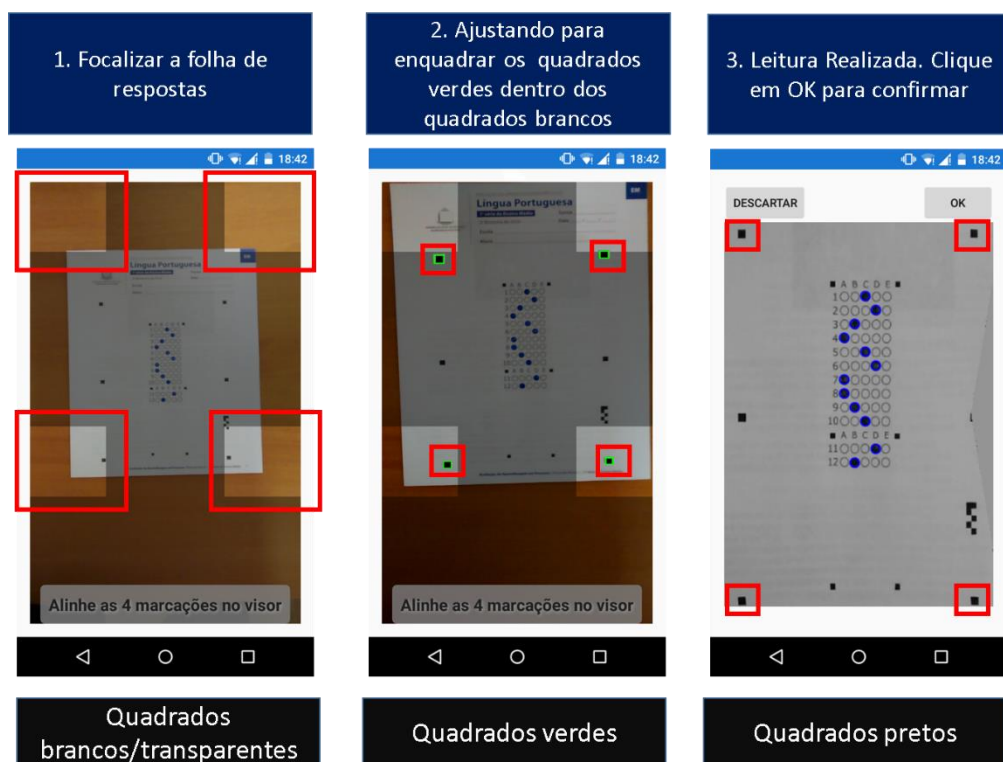 1. Focalizar a folha de
respostas
2. Ajustando para
enquadrar os quadrados
verdes dentro dos
quadrados brancos
3. Leitura Realizada. Clique
em OK para confirmar
18:42
Língua Portuguesa
Alinhe as 4 marcações no visor
18:42
Língua Portuguesa
Alinhe as 4 marcações no visor
18:42
DESCARTAR
OK
A B C D E
1
2
3
4
5
6
7
8
9
10
A B C D E
11
12
Quadrados
brancos/transparentes
Quadrados verdes
Quadrados pretos